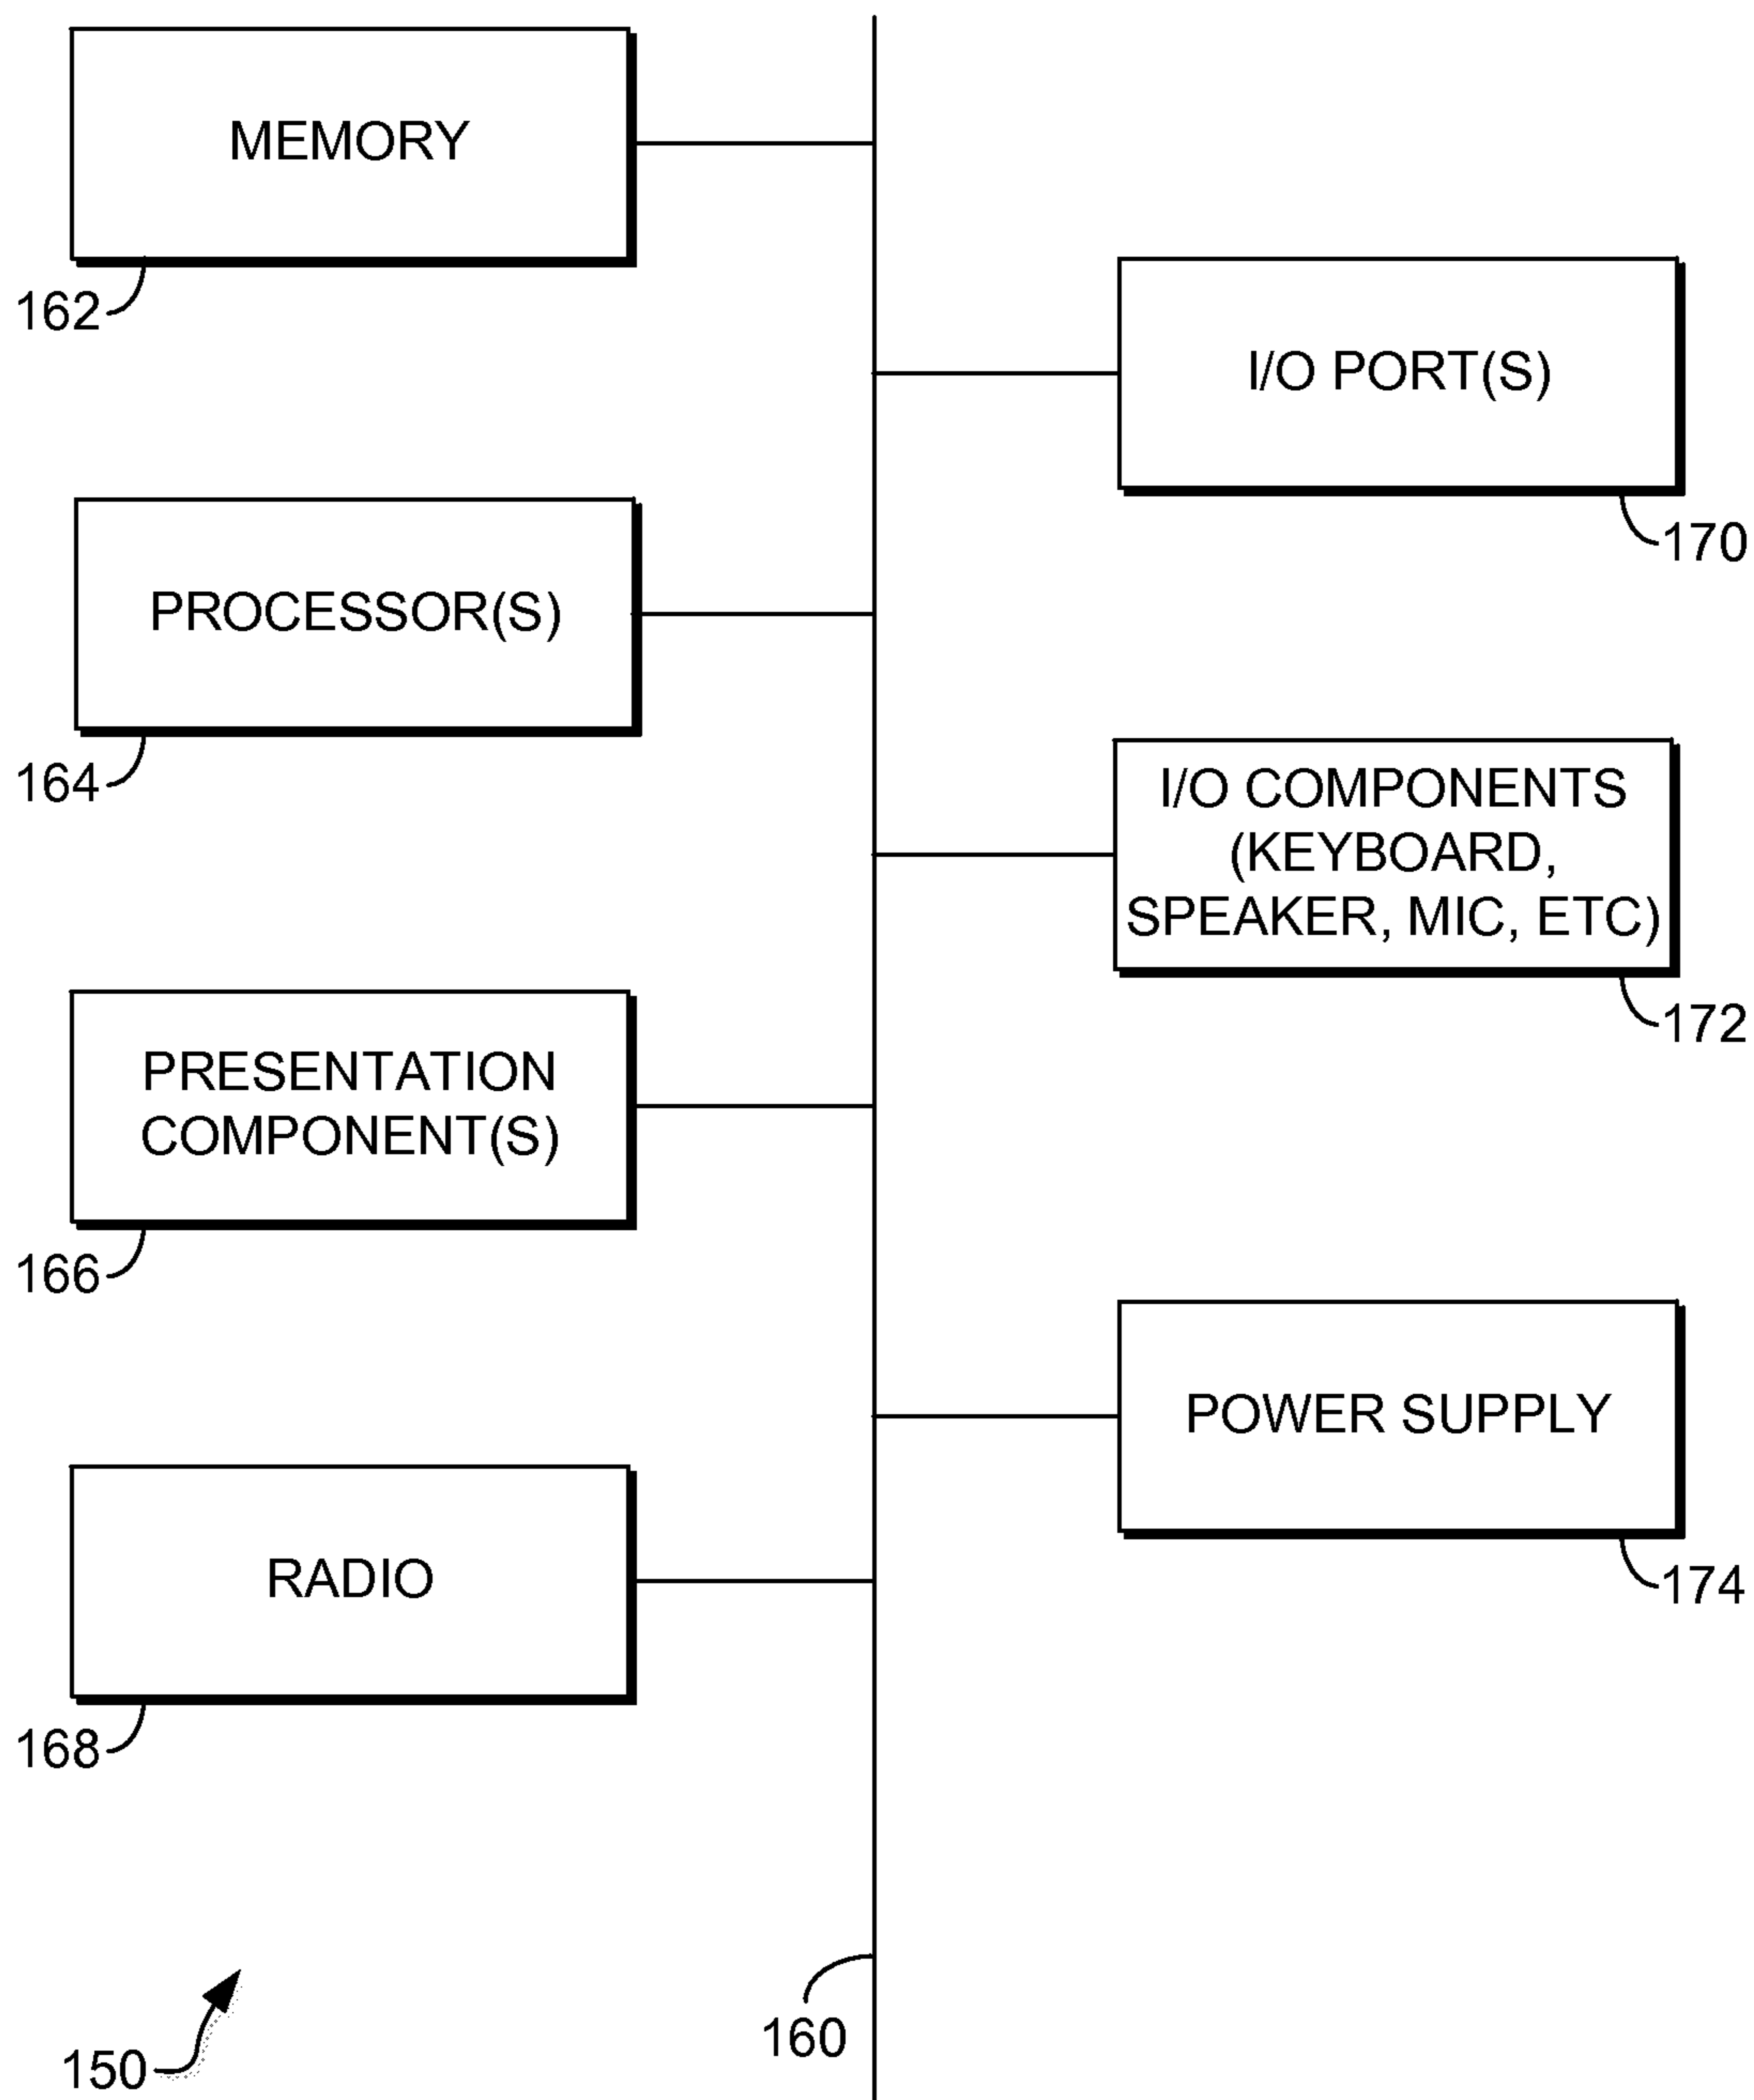 MEMORY
162
I/O PORT(S)
170
PROCESSOR(S)
164
I/O COMPONENTS
(KEYBOARD,
SPEAKER, MIC, ETC)
172
PRESENTATION
COMPONENT(S)
166
POWER SUPPLY
174
RADIO
168
160
150